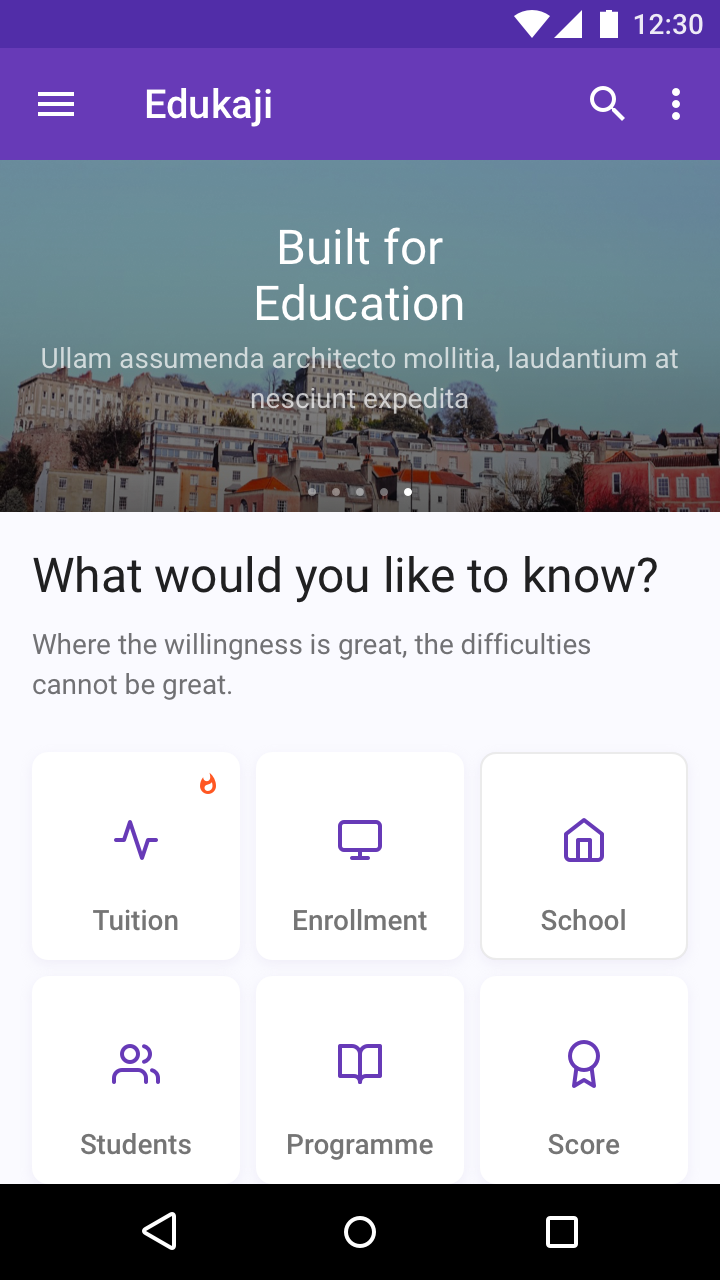 12:30
Edukaji
Built for
Education
Ullam assumenda architecto mollitia, laudantium at
nesciunt expedita
What would you like to know?
Where the willingness is great, the difficulties
cannot be great.
Tuition
Enrollment
School
Students
Programme
Score